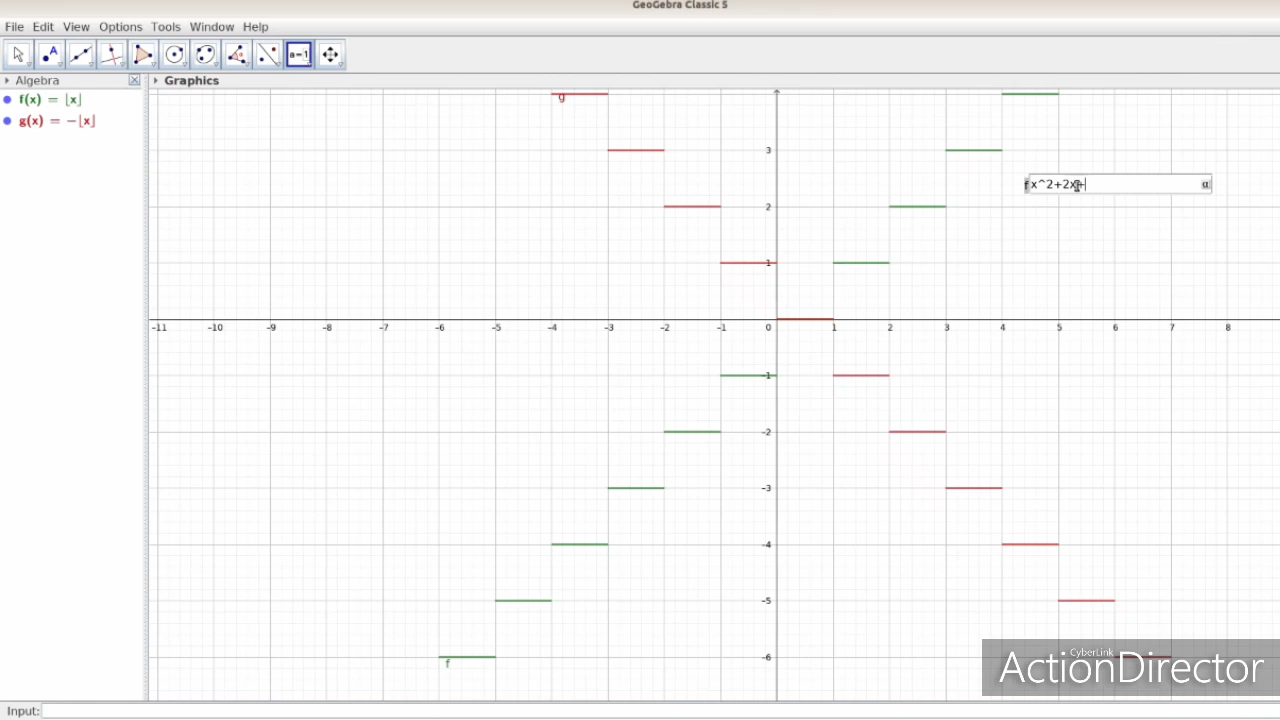 GeoGebra Classic 5
File Edit View Options Tools Window Help
A a=1
Algebra
Graphics
f(x) = ⌊x⌋
g(x) = −⌊x⌋
g
3
f x^2+2x+ α
2
1
-11 -10 -9 -8 -7 -6 -5 -4 -3 -2 -1 0 1 2 3 4 5 6 7 8
-1
-2
-3
-4
-5
-6
f
CyberLink
ActionDirector
Input: